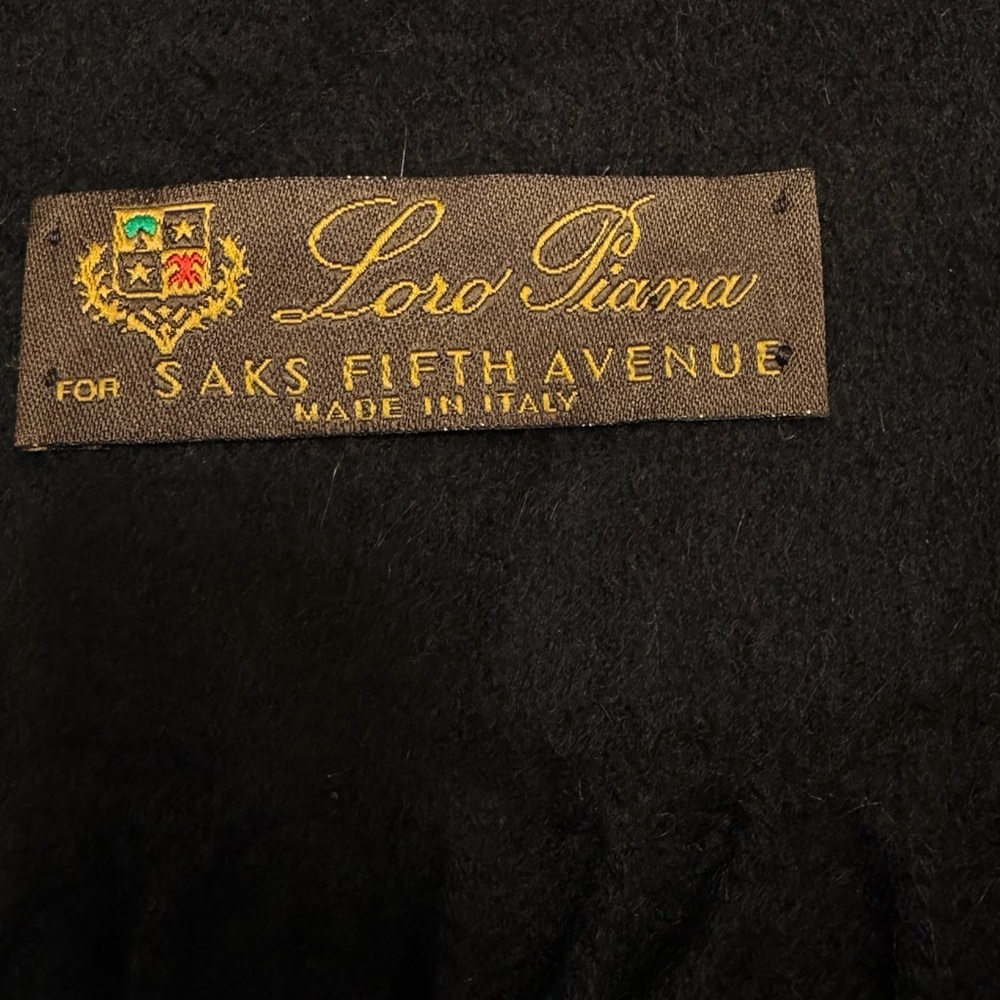 Loro Piana
FOR SAKS FIFTH AVENUE
MADE IN ITALY